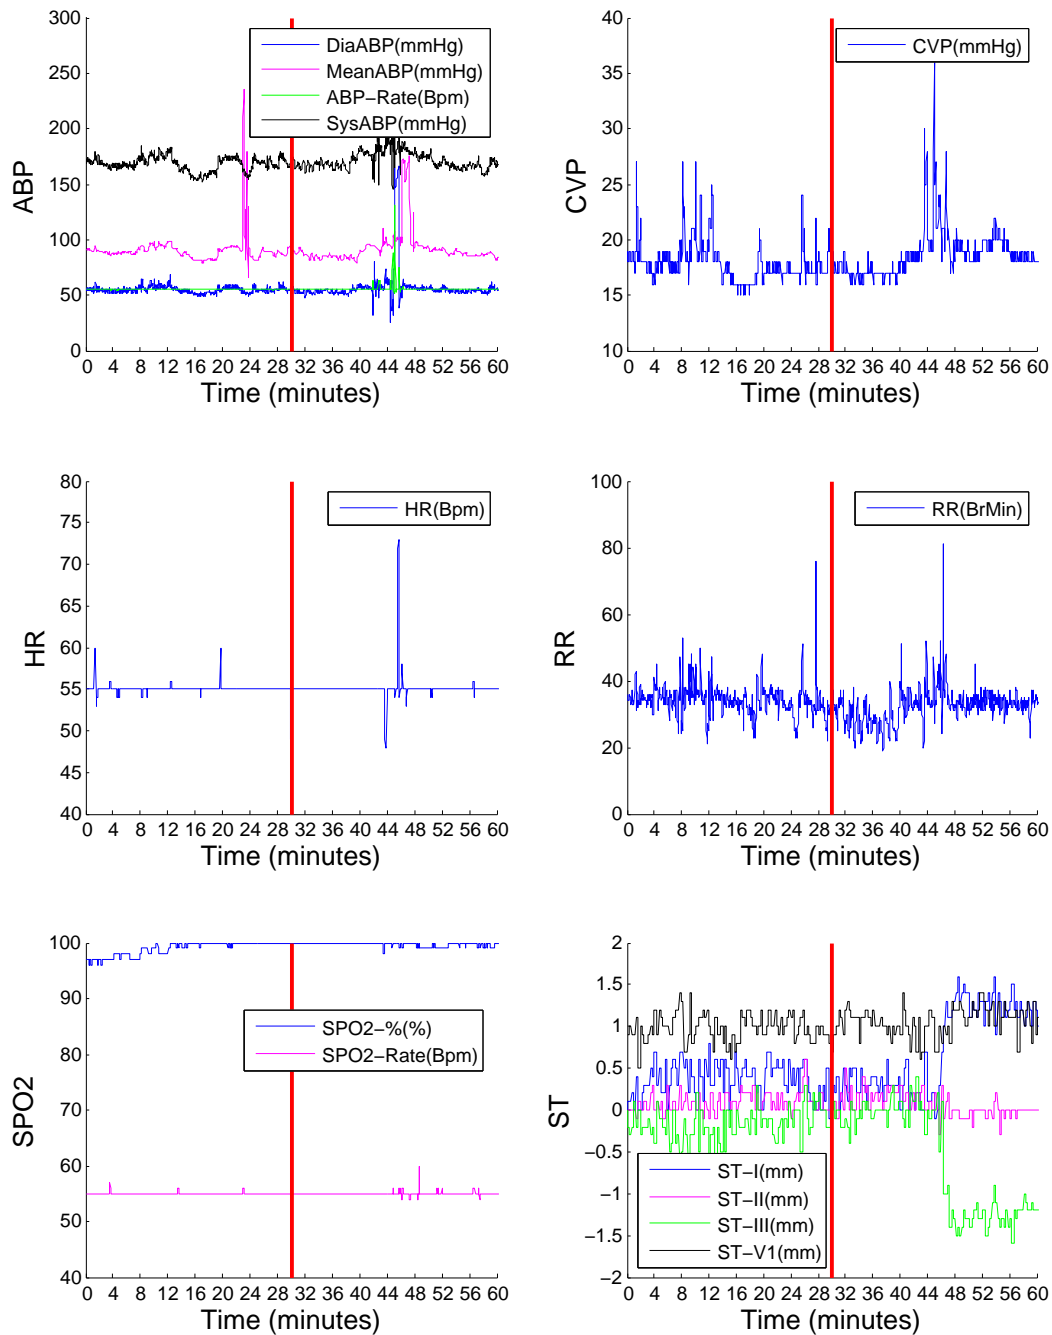 300
250
200
150
100
50
0
ABP
DiaABP(mmHg)
MeanABP(mmHg)
ABP−Rate(Bpm)
SysABP(mmHg)
0 4 8 12 16 20 24 28 32 36 40 44 48 52 56 60
Time (minutes)
40
35
30
25
20
15
10
CVP
CVP(mmHg)
0 4 8 12 16 20 24 28 32 36 40 44 48 52 56 60
Time (minutes)
80
75
70
65
60
55
50
45
40
HR
HR(Bpm)
0 4 8 12 16 20 24 28 32 36 40 44 48 52 56 60
Time (minutes)
100
80
60
40
20
0
RR
RR(BrMin)
0 4 8 12 16 20 24 28 32 36 40 44 48 52 56 60
Time (minutes)
100
90
80
70
60
50
40
SPO2
SPO2−%(%)
SPO2−Rate(Bpm)
0 4 8 12 16 20 24 28 32 36 40 44 48 52 56 60
Time (minutes)
2
1.5
1
0.5
0
−0.5
−1
−1.5
−2
ST
ST−I(mm)
ST−II(mm)
ST−III(mm)
ST−V1(mm)
0 4 8 12 16 20 24 28 32 36 40 44 48 52 56 60
Time (minutes)